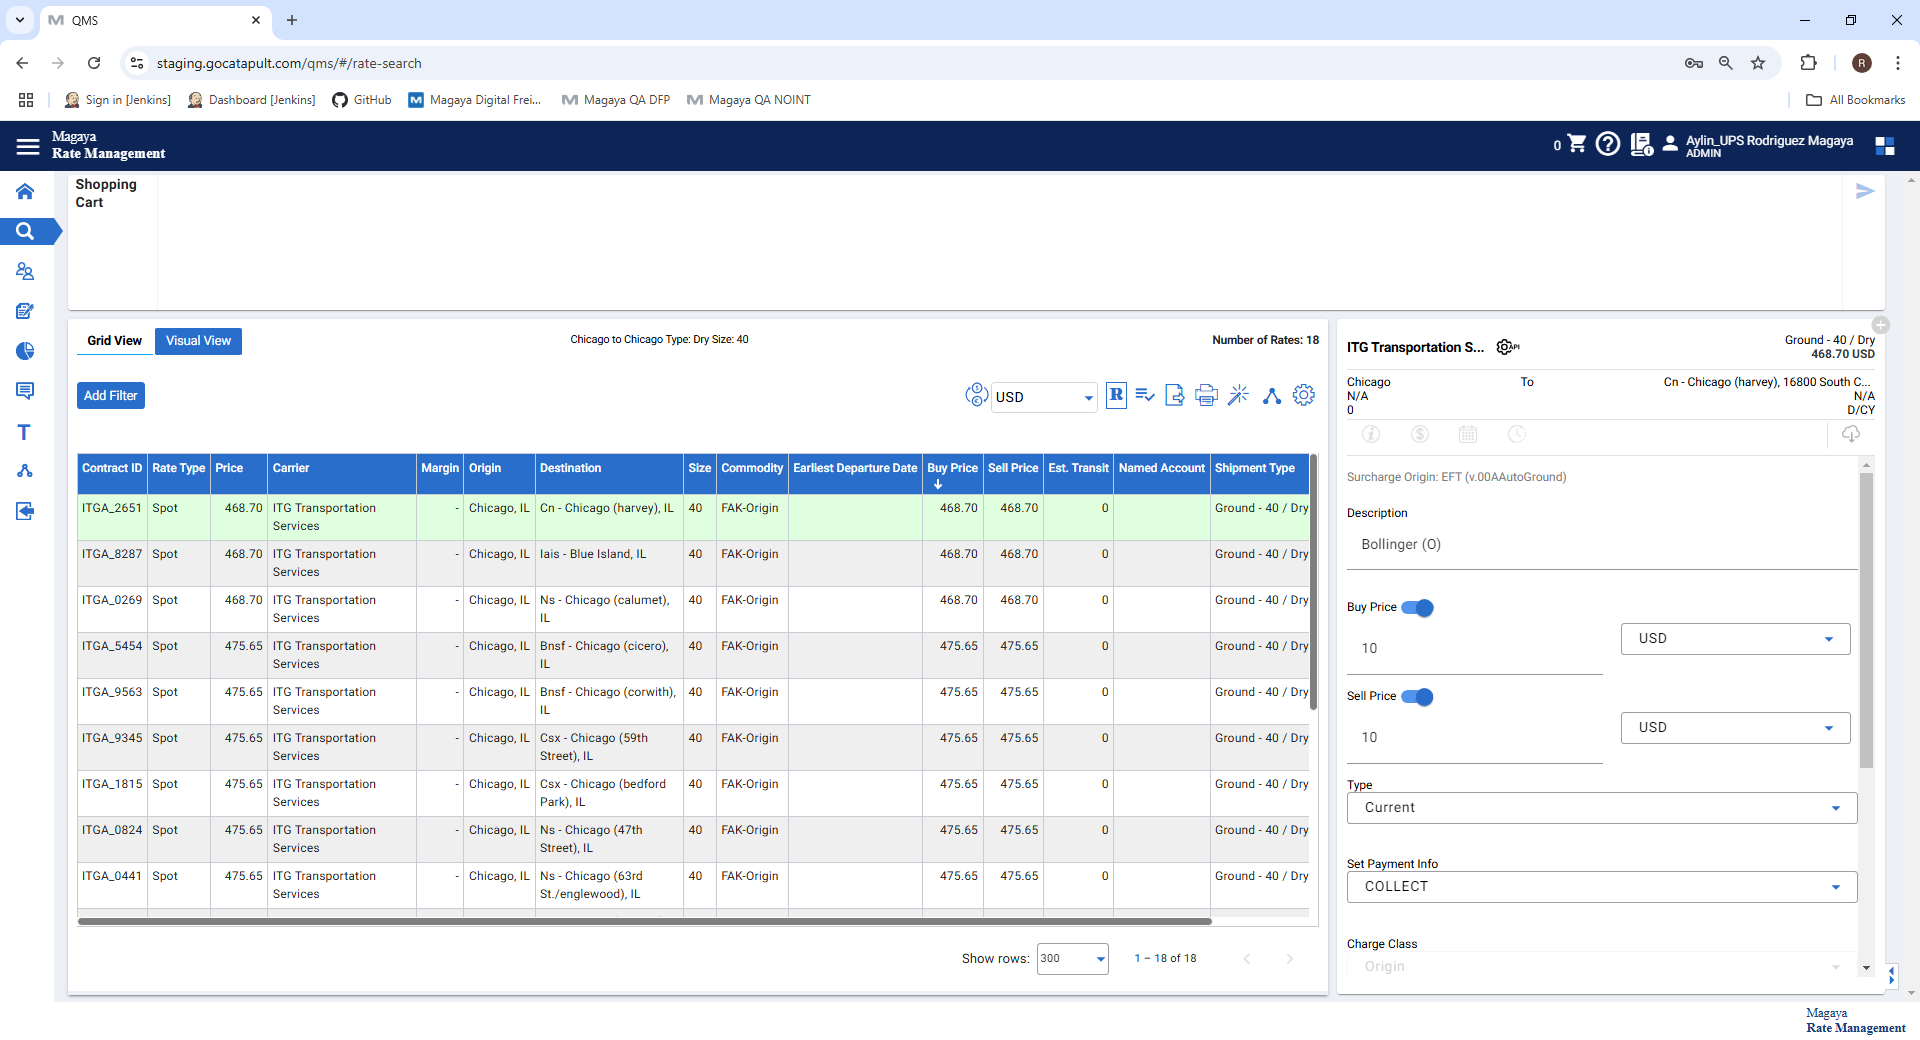 QMS
staging.gocatapult.com/qms/#/rate-search
R
Sign in [Jenkins]
Dashboard [Jenkins]
GitHub
Magaya Digital Frei...
Magaya QA DFP
Magaya QA NOINT
All Bookmarks
Magaya
Rate Management
0
Aylin_UPS Rodriguez Magaya
ADMIN
Shopping
Cart
Grid View
Visual View
Chicago to Chicago Type: Dry Size: 40
Number of Rates: 18
Add Filter
USD
R
Contract ID Rate Type Price Carrier Margin Origin Destination Size Commodity Earliest Departure Date Buy Price Sell Price Est. Transit Named Account Shipment Type
ITGA_2651 Spot 468.70 ITG Transportation Services - Chicago, IL Cn - Chicago (harvey), IL 40 FAK-Origin 468.70 468.70 0 Ground - 40 / Dry
ITGA_8287 Spot 468.70 ITG Transportation Services - Chicago, IL Iais - Blue Island, IL 40 FAK-Origin 468.70 468.70 0 Ground - 40 / Dry
ITGA_0269 Spot 468.70 ITG Transportation Services - Chicago, IL Ns - Chicago (calumet), IL 40 FAK-Origin 468.70 468.70 0 Ground - 40 / Dry
ITGA_5454 Spot 475.65 ITG Transportation Services - Chicago, IL Bnsf - Chicago (cicero), IL 40 FAK-Origin 475.65 475.65 0 Ground - 40 / Dry
ITGA_9563 Spot 475.65 ITG Transportation Services - Chicago, IL Bnsf - Chicago (corwith), IL 40 FAK-Origin 475.65 475.65 0 Ground - 40 / Dry
ITGA_9345 Spot 475.65 ITG Transportation Services - Chicago, IL Csx - Chicago (59th Street), IL 40 FAK-Origin 475.65 475.65 0 Ground - 40 / Dry
ITGA_1815 Spot 475.65 ITG Transportation Services - Chicago, IL Csx - Chicago (bedford Park), IL 40 FAK-Origin 475.65 475.65 0 Ground - 40 / Dry
ITGA_0824 Spot 475.65 ITG Transportation Services - Chicago, IL Ns - Chicago (47th Street), IL 40 FAK-Origin 475.65 475.65 0 Ground - 40 / Dry
ITGA_0441 Spot 475.65 ITG Transportation Services - Chicago, IL Ns - Chicago (63rd St./englewood), IL 40 FAK-Origin 475.65 475.65 0 Ground - 40 / Dry
Show rows: 300 1 – 18 of 18
ITG Transportation S... API
Ground - 40 / Dry
468.70 USD
Chicago To Cn - Chicago (harvey), 16800 South C...
N/A N/A
0 D/CY
Surcharge Origin: EFT (v.00AAutoGround)
Description
Bollinger (O)
Buy Price
10 USD
Sell Price
10 USD
Type
Current
Set Payment Info
COLLECT
Charge Class
Origin
Magaya
Rate Management